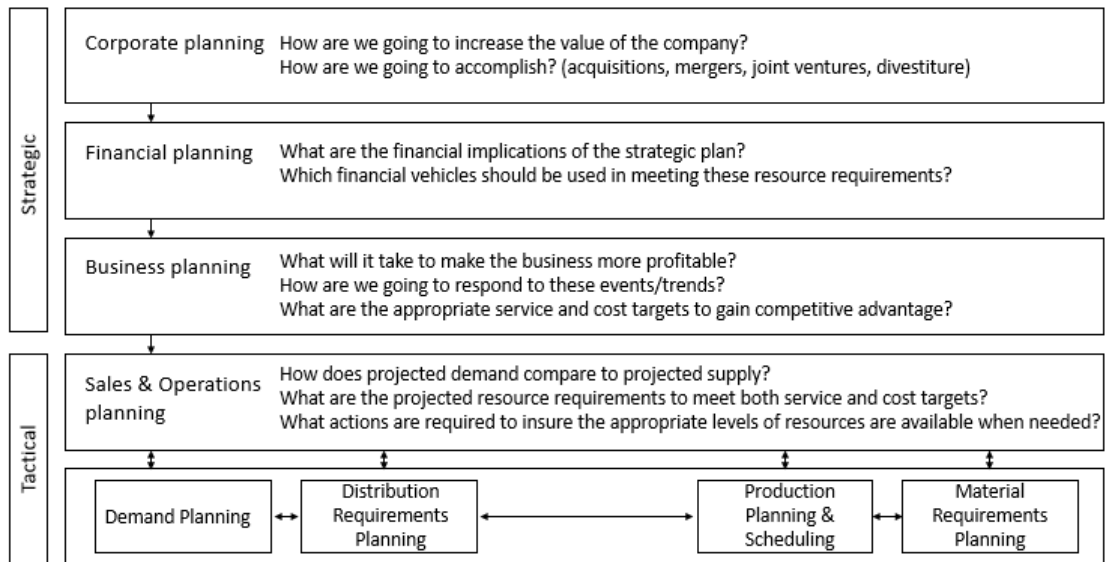 Strategic
Corporate planning
How are we going to increase the value of the company?
How are we going to accomplish? (acquisitions, mergers, joint ventures, divestiture)
Financial planning
What are the financial implications of the strategic plan?
Which financial vehicles should be used in meeting these resource requirements?
Business planning
What will it take to make the business more profitable?
How are we going to respond to these events/trends?
What are the appropriate service and cost targets to gain competitive advantage?
Tactical
Sales & Operations
planning
How does projected demand compare to projected supply?
What are the projected resource requirements to meet both service and cost targets?
What actions are required to insure the appropriate levels of resources are available when needed?
Demand Planning
Distribution
Requirements
Planning
Production
Planning &
Scheduling
Material
Requirements
Planning